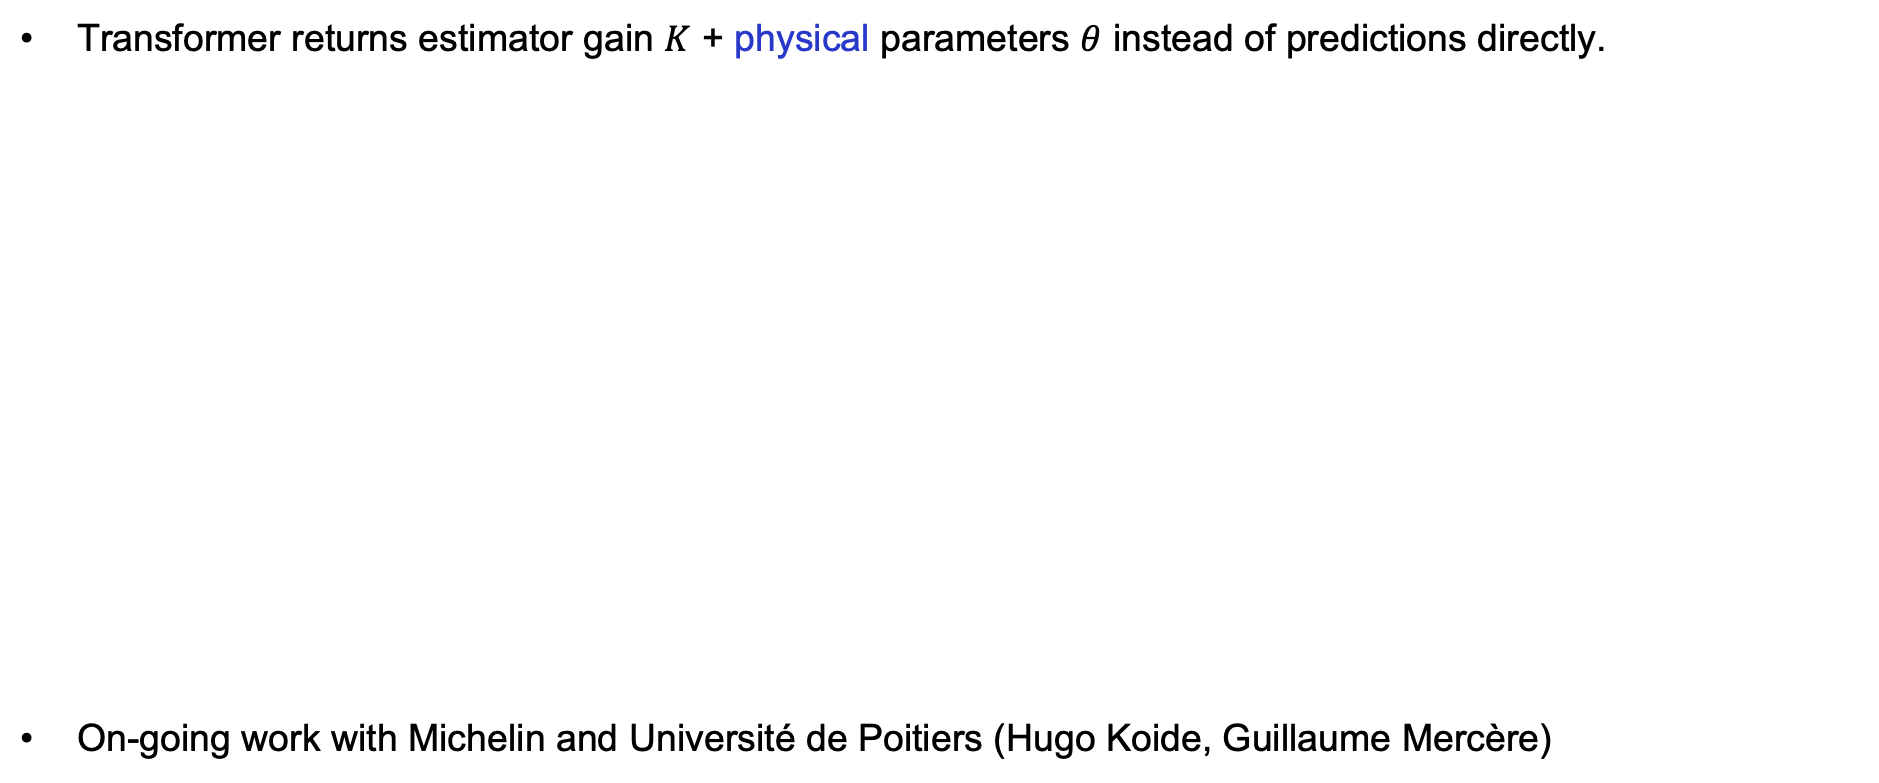 • Transformer returns estimator gain K + physical parameters θ instead of predictions directly.
• On-going work with Michelin and Université de Poitiers (Hugo Koide, Guillaume Mercère)